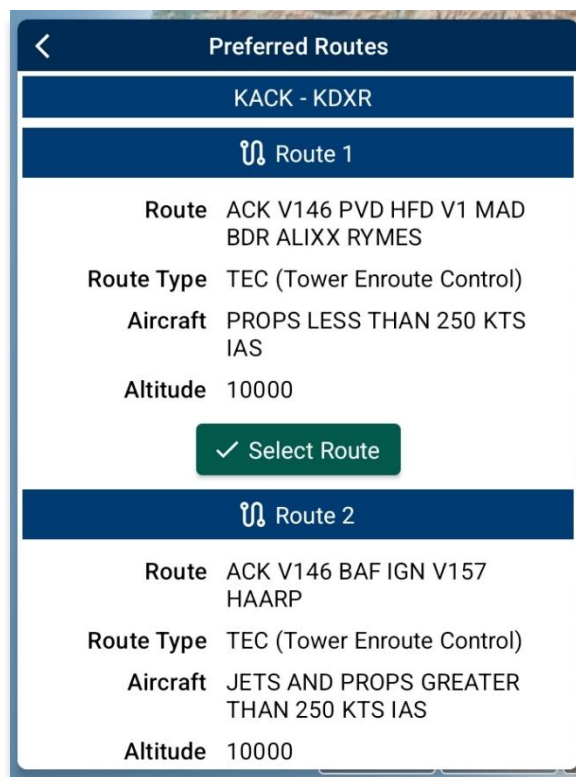 Preferred Routes
KACK - KDXR
Route 1
Route ACK V146 PVD HFD V1 MAD
BDR ALIXX RYMES
Route Type TEC (Tower Enroute Control)
Aircraft PROPS LESS THAN 250 KTS
IAS
Altitude 10000
Select Route
Route 2
Route ACK V146 BAF IGN V157
HAARP
Route Type TEC (Tower Enroute Control)
Aircraft JETS AND PROPS GREATER
THAN 250 KTS IAS
Altitude 10000